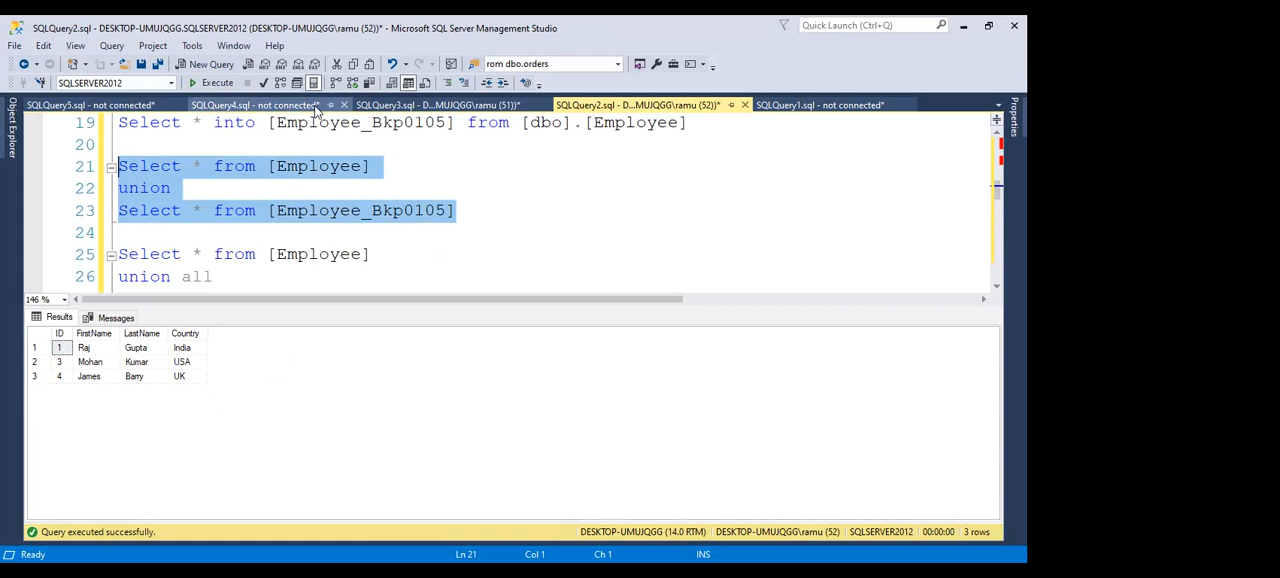 SQLQuery2.sql - DESKTOP-UMUJQGG.SQLSERVER2012 (DESKTOP-UMUJQGG\ramu (52))* - Microsoft SQL Server Management Studio
Quick Launch (Ctrl+Q)
File Edit View Query Project Tools Window Help
New Query
rom dbo.orders
SQLSERVER2012
Execute
SQLQuery5.sql - not connected* SQLQuery4.sql - not connected* SQLQuery3.sql - D...MUJQGG\ramu (51))* SQLQuery2.sql - D...MUJQGG\ramu (52))* SQLQuery1.sql - not connected*
Object Explorer
Properties
19 Select * into [Employee_Bkp0105] from [dbo].[Employee]
20
21 Select * from [Employee]
22 union
23 Select * from [Employee_Bkp0105]
24
25 Select * from [Employee]
26 union all
146 %
Results Messages
ID FirstName LastName Country
1 1 Raj Gupta India
2 3 Mohan Kumar USA
3 4 James Barry UK
Query executed successfully. DESKTOP-UMUJQGG (14.0 RTM) DESKTOP-UMUJQGG\ramu (52) SQLSERVER2012 00:00:00 3 rows
Ready Ln 21 Col 1 Ch 1 INS